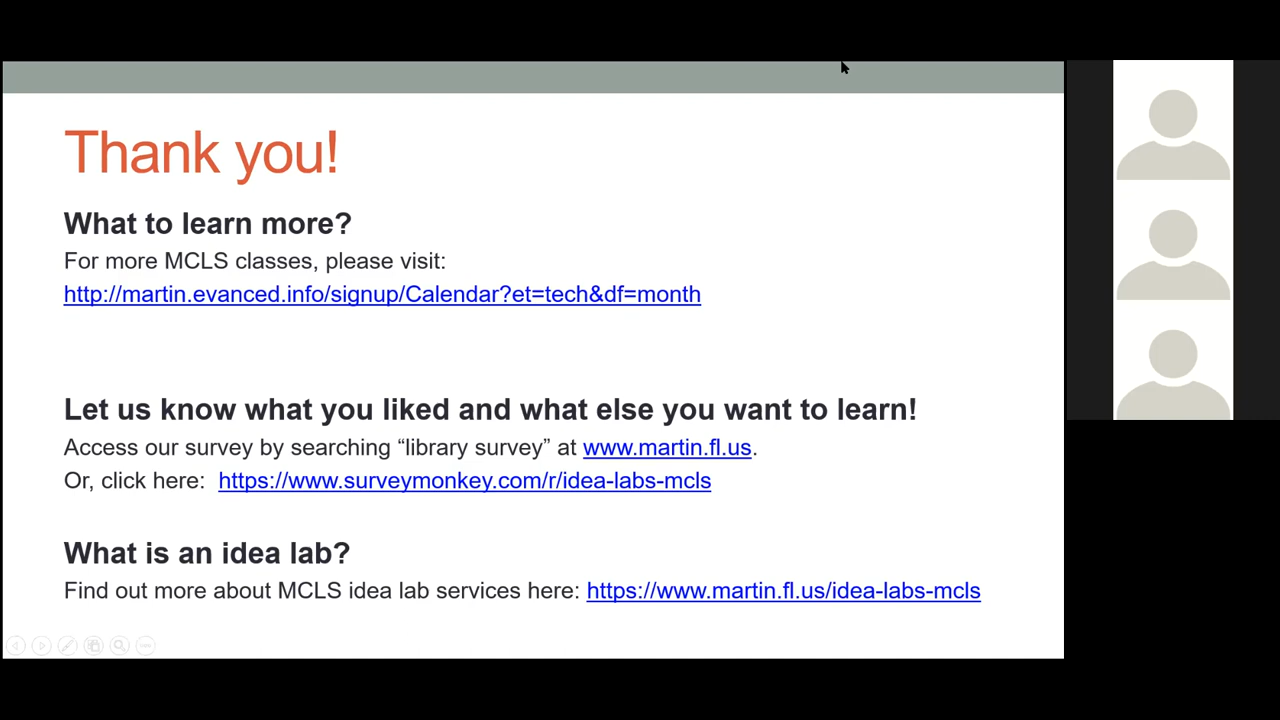 Thank you!
What to learn more?
For more MCLS classes, please visit:
http://martin.evanced.info/signup/Calendar?et=tech&df=month
Let us know what you liked and what else you want to learn!
Access our survey by searching “library survey” at www.martin.fl.us.
Or, click here: https://www.surveymonkey.com/r/idea-labs-mcls
What is an idea lab?
Find out more about MCLS idea lab services here: https://www.martin.fl.us/idea-labs-mcls